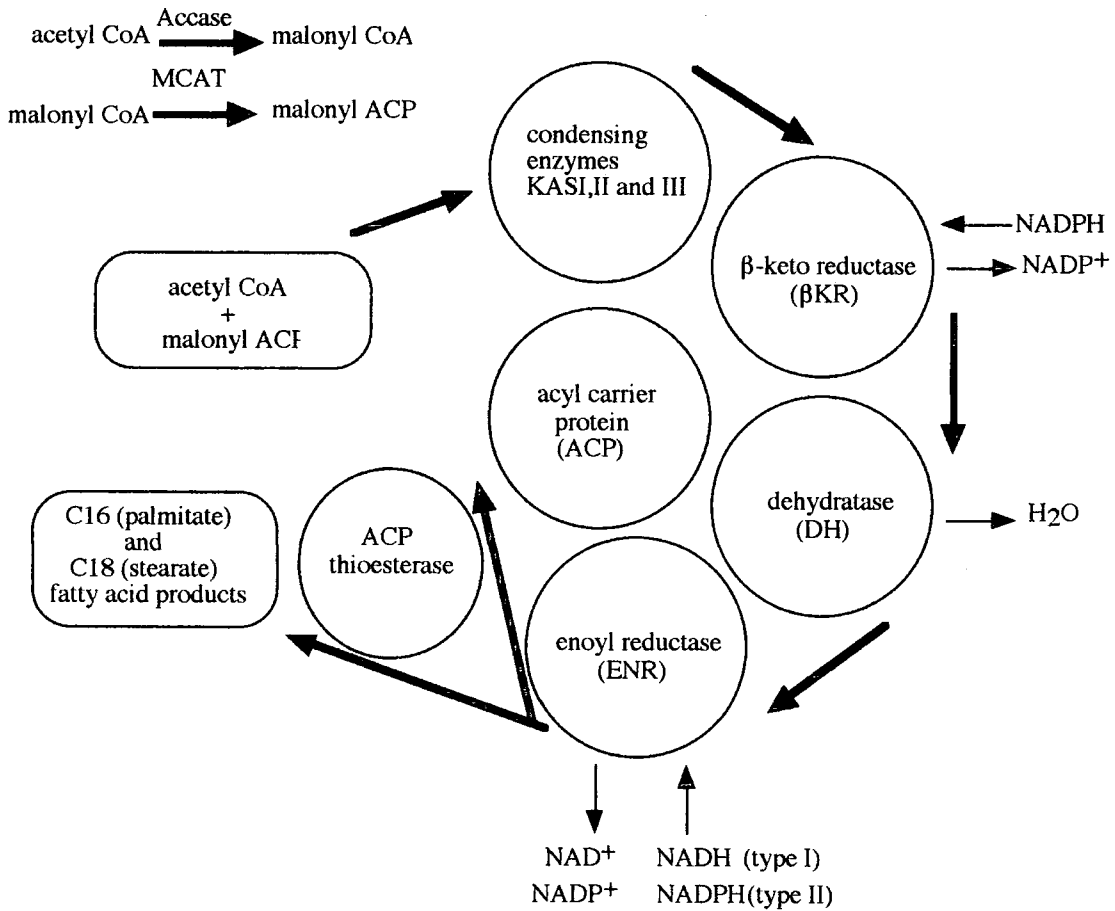 Accase
acetyl CoA malonyl CoA
MCAT
malonyl CoA malonyl ACP
condensing
enzymes
KASI,II and III
NADPH
NADP+
β-keto reductase
(βKR)
acetyl CoA
+
malonyl ACP
acyl carrier
protein
(ACP)
dehydratase
(DH)
H2O
C16 (palmitate)
and
C18 (stearate)
fatty acid products
ACP
thioesterase
enoyl reductase
(ENR)
NAD+ NADH (type I)
NADP+ NADPH(type II)